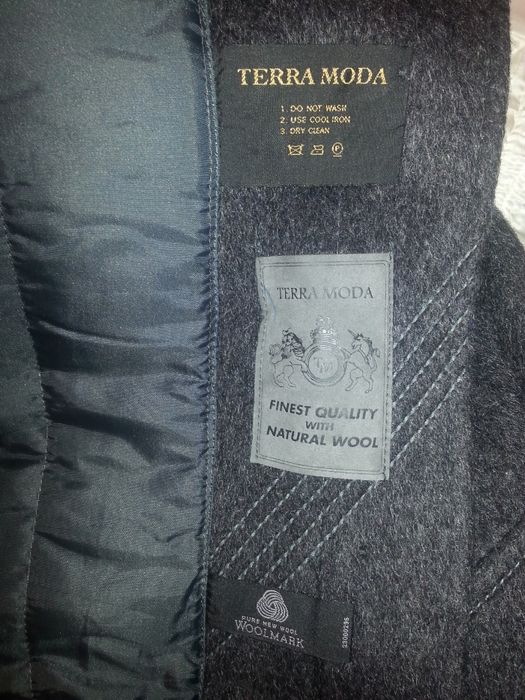 TERRA MODA
1. DO NOT WASH
2. USE COOL IRON
3. DRY CLEAN
P
TERRA MODA
TM
FINEST QUALITY
WITH
NATURAL WOOL
PURE NEW WOOL
WOOLMARK